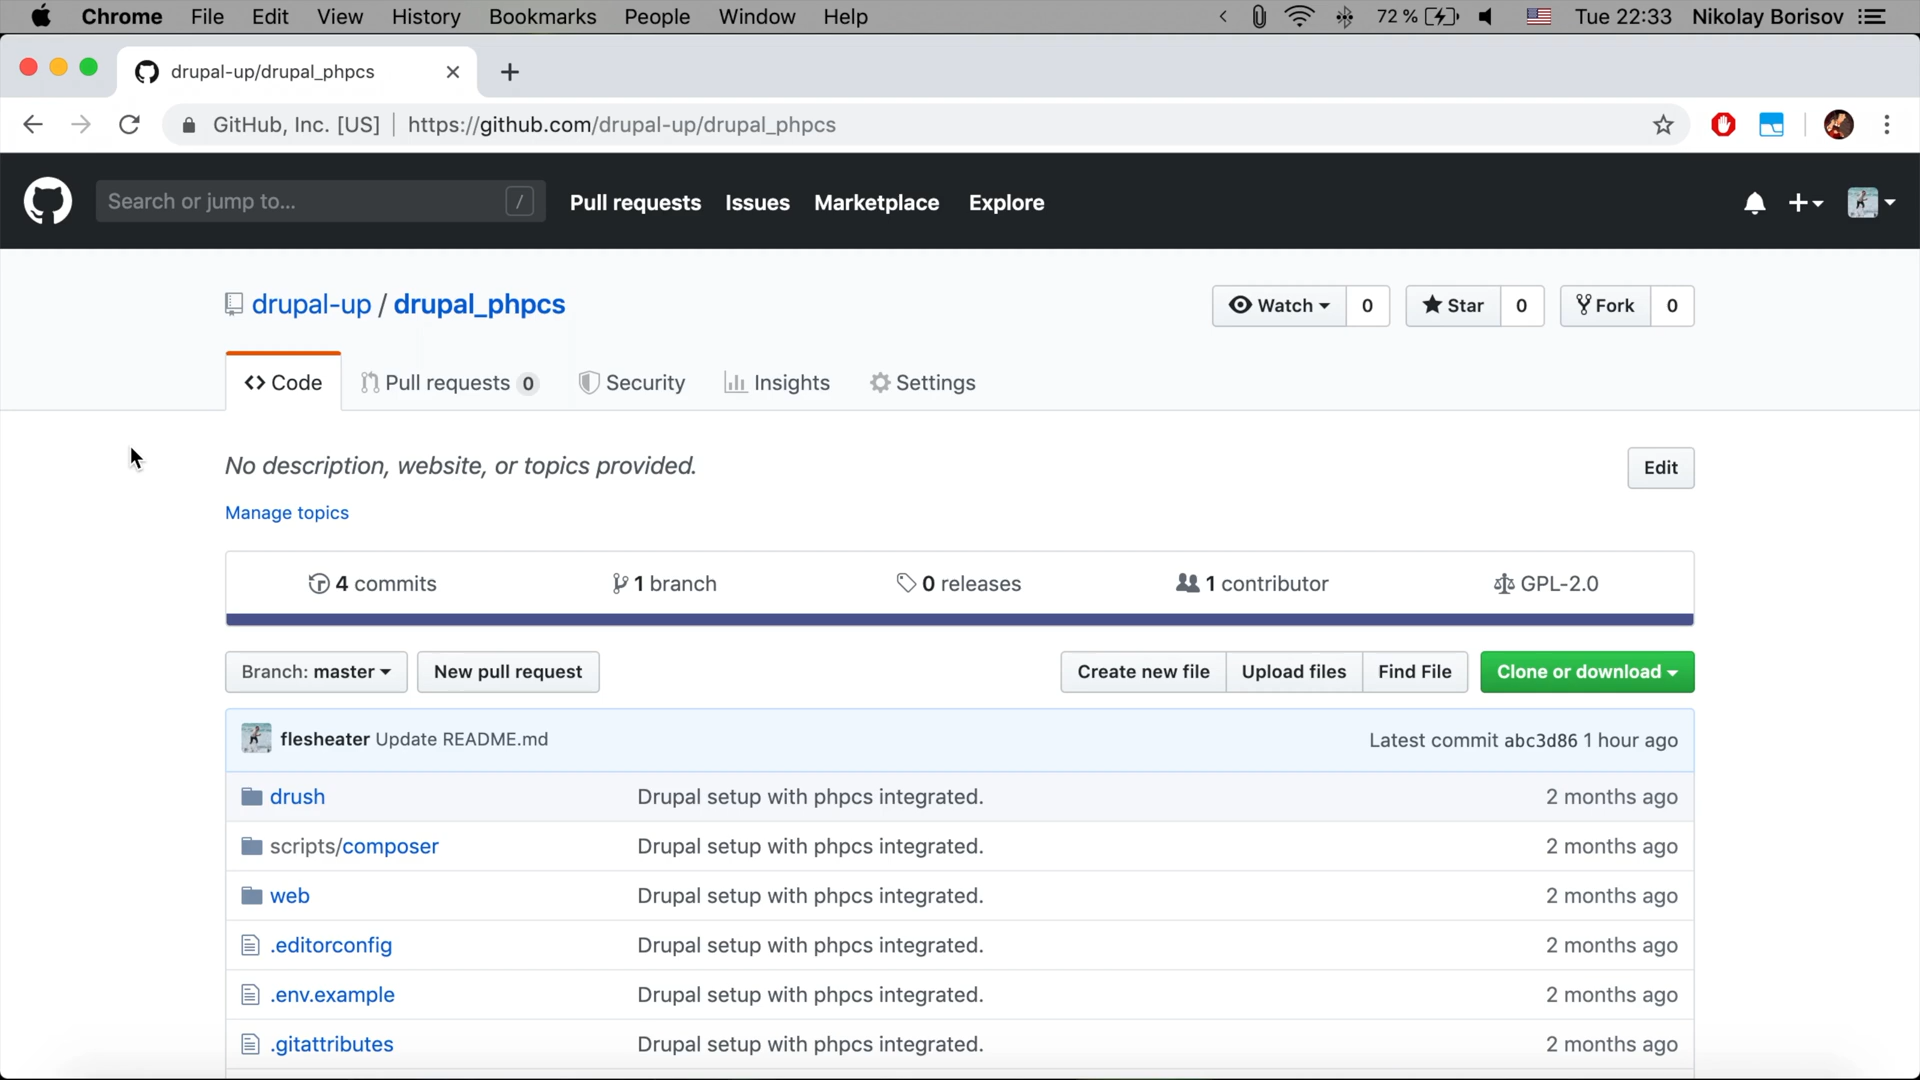 Chrome File Edit View History Bookmarks People Window Help 72 % Tue 22:33 Nikolay Borisov
drupal-up/drupal_phpcs
GitHub, Inc. [US] https://github.com/drupal-up/drupal_phpcs
Search or jump to... / Pull requests Issues Marketplace Explore
drupal-up / drupal_phpcs Watch 0 Star 0 Fork 0
Code Pull requests 0 Security Insights Settings
No description, website, or topics provided. Edit
Manage topics
4 commits 1 branch 0 releases 1 contributor GPL-2.0
Branch: master New pull request Create new file Upload files Find File Clone or download
flesheater Update README.md Latest commit abc3d86 1 hour ago
drush Drupal setup with phpcs integrated. 2 months ago
scripts/composer Drupal setup with phpcs integrated. 2 months ago
web Drupal setup with phpcs integrated. 2 months ago
.editorconfig Drupal setup with phpcs integrated. 2 months ago
.env.example Drupal setup with phpcs integrated. 2 months ago
.gitattributes Drupal setup with phpcs integrated. 2 months ago